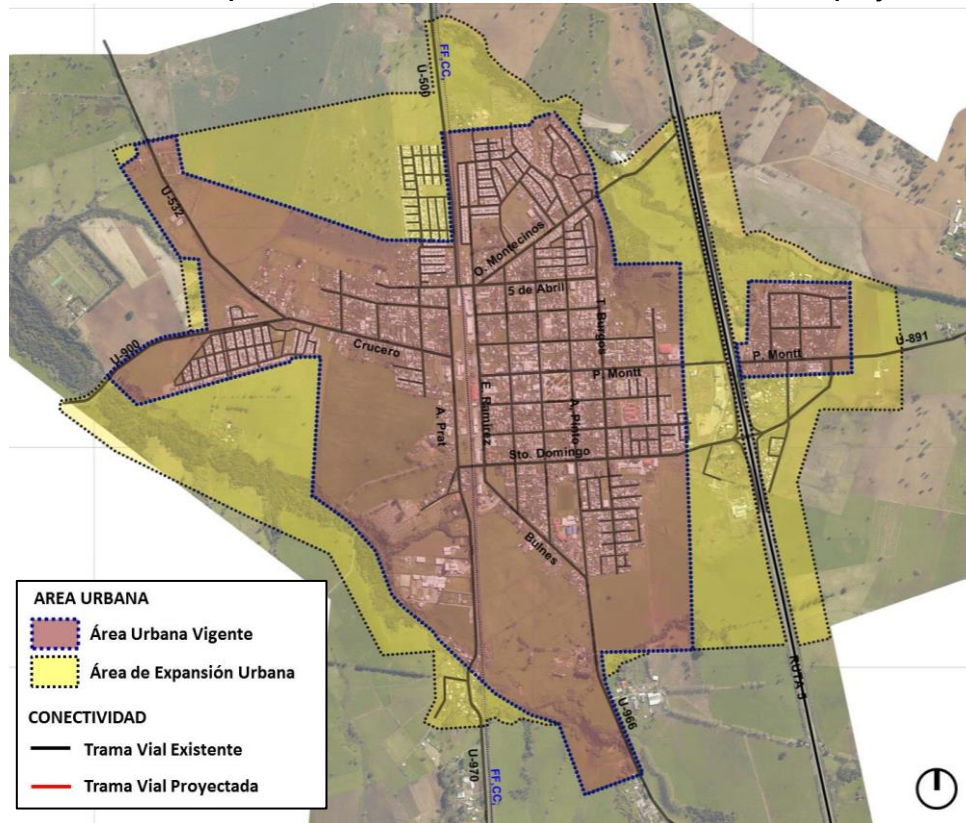 FF.CC.
U-500
U-532
O. Montecinos
5 de Abril
T. Burgos
U-891
U-900
Crucero
P. Montt
P. Montt
A. Prat
E. Ramirez
A. Pinto
Sto. Domingo
Bulnes
RUTA 5
U-966
U-970
FF.CC.
AREA URBANA
Área Urbana Vigente
Área de Expansión Urbana
CONECTIVIDAD
Trama Vial Existente
Trama Vial Proyectada